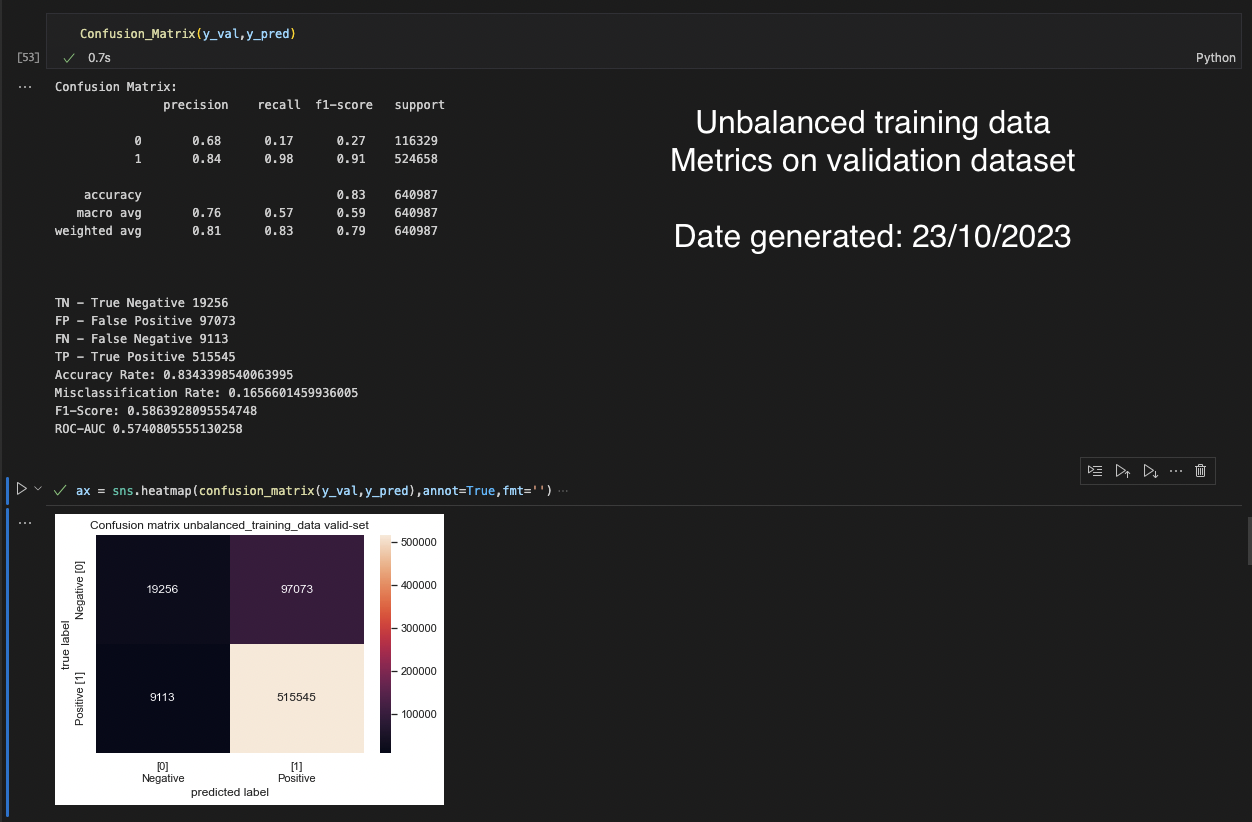 Confusion_Matrix(y_val,y_pred)
[53]
0.7s
Python
Confusion Matrix:
precision recall f1-score support
0 0.68 0.17 0.27 116329
1 0.84 0.98 0.91 524658
accuracy 0.83 640987
macro avg 0.76 0.57 0.59 640987
weighted avg 0.81 0.83 0.79 640987
Unbalanced training data
Metrics on validation dataset
Date generated: 23/10/2023
TN - True Negative 19256
FP - False Positive 97073
FN - False Negative 9113
TP - True Positive 515545
Accuracy Rate: 0.8343398540063995
Misclassification Rate: 0.1656601459936005
F1-Score: 0.5863928095554748
ROC-AUC 0.5740805555130258
ax = sns.heatmap(confusion_matrix(y_val,y_pred),annot=True,fmt='') ...
Confusion matrix unbalanced_training_data valid-set
true label
Negative [0]
Positive [1]
19256 97073
9113 515545
500000
400000
300000
200000
100000
[0] [1]
Negative Positive
predicted label